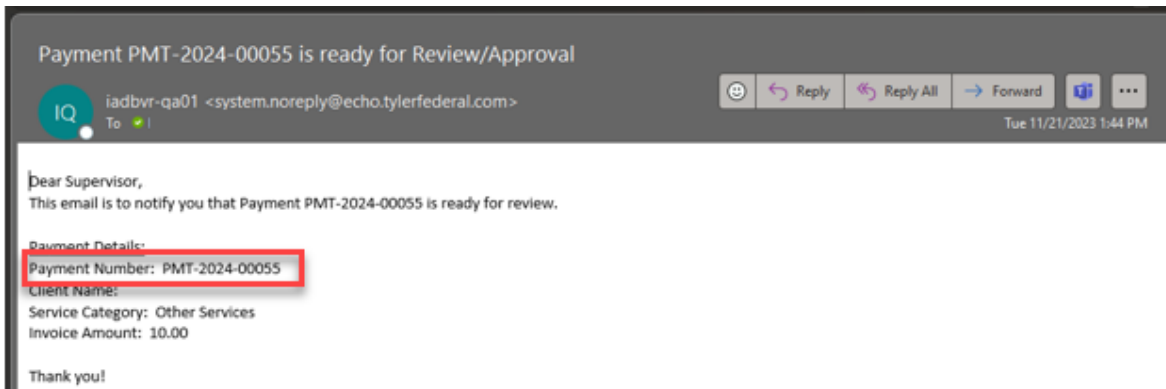 Payment PMT-2024-00055 is ready for Review/Approval
IQ
iadbvr-qa01 <system.noreply@echo.tylerfederal.com>
To
Reply
Reply All
Forward
Tue 11/21/2023 1:44 PM
Dear Supervisor,
This email is to notify you that Payment PMT-2024-00055 is ready for review.
Payment Details:
Payment Number: PMT-2024-00055
Client Name:
Service Category: Other Services
Invoice Amount: 10.00
Thank you!